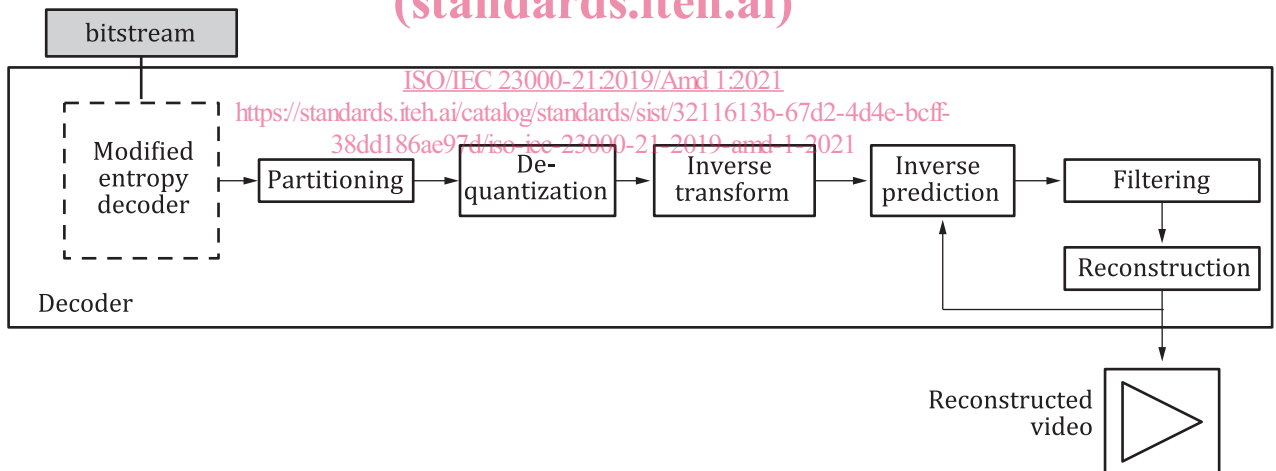 (standards.iteh.ai)
bitstream
ISO/IEC 23000-21:2019/Amd 1:2021
https://standards.iteh.ai/catalog/standards/sist/3211613b-67d2-4d4e-bcff-
38dd186ae97d/iso-iec-23000-21-2019-amd-1-2021
Modified
entropy
decoder
Partitioning
De-
quantization
Inverse
transform
Inverse
prediction
Filtering
Reconstruction
Decoder
Reconstructed
video